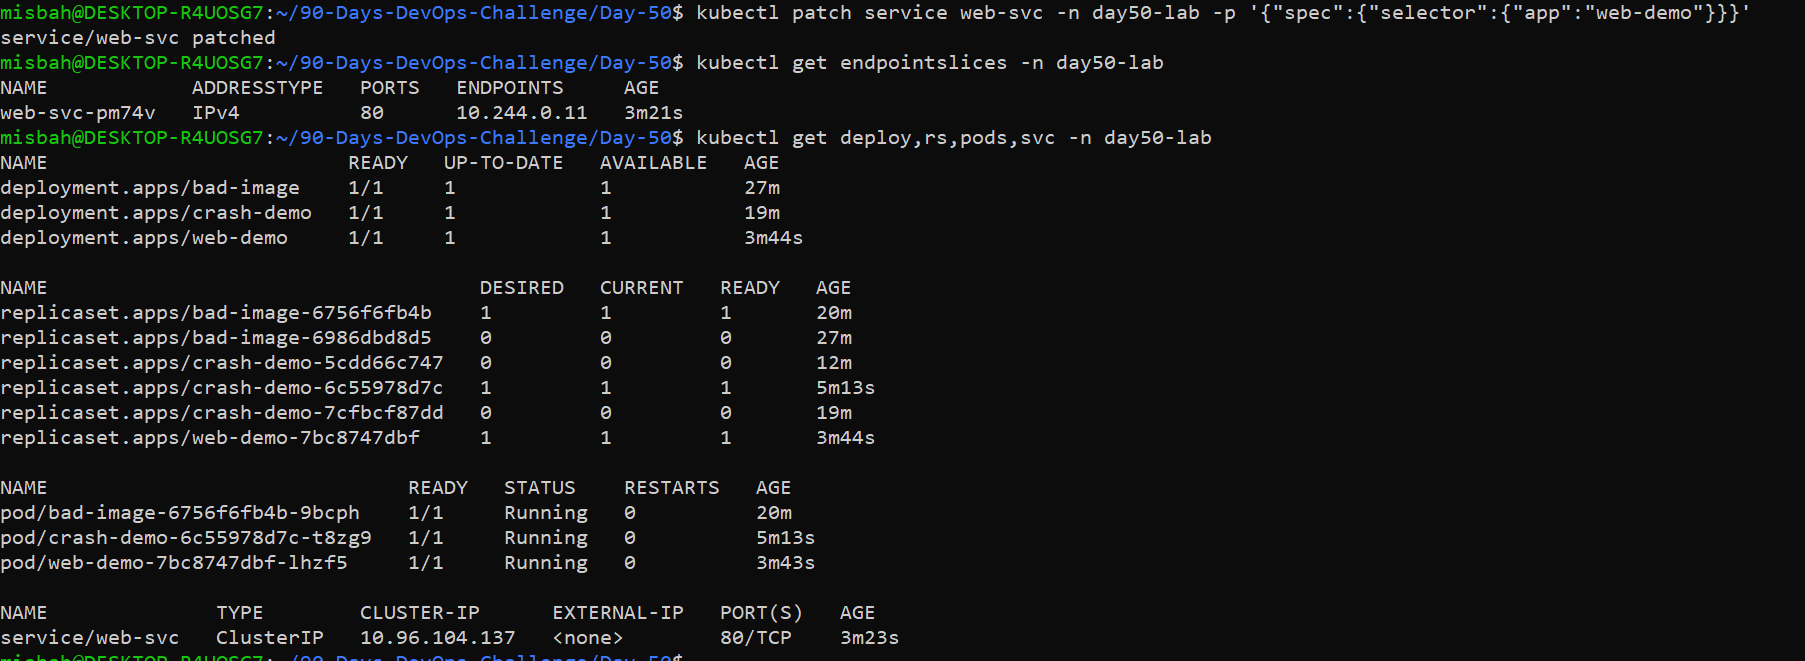 misbah@DESKTOP-R4UOSG7:~/90-Days-DevOps-Challenge/Day-50$ kubectl patch service web-svc -n day50-lab -p '{"spec":{"selector":{"app":"web-demo"}}}'
service/web-svc patched
misbah@DESKTOP-R4UOSG7:~/90-Days-DevOps-Challenge/Day-50$ kubectl get endpointslices -n day50-lab
NAME            ADDRESSTYPE   PORTS   ENDPOINTS     AGE
web-svc-pm74v   IPv4          80      10.244.0.11   3m21s
misbah@DESKTOP-R4UOSG7:~/90-Days-DevOps-Challenge/Day-50$ kubectl get deploy,rs,pods,svc -n day50-lab
NAME                         READY   UP-TO-DATE   AVAILABLE   AGE
deployment.apps/bad-image    1/1     1            1           27m
deployment.apps/crash-demo   1/1     1            1           19m
deployment.apps/web-demo     1/1     1            1           3m44s

NAME                                    DESIRED   CURRENT   READY   AGE
replicaset.apps/bad-image-6756f6fb4b    1         1         1       20m
replicaset.apps/bad-image-6986dbd8d5    0         0         0       27m
replicaset.apps/crash-demo-5cdd66c747   0         0         0       12m
replicaset.apps/crash-demo-6c55978d7c   1         1         1       5m13s
replicaset.apps/crash-demo-7cfbcf87dd   0         0         0       19m
replicaset.apps/web-demo-7bc8747dbf     1         1         1       3m44s

NAME                              READY   STATUS    RESTARTS   AGE
pod/bad-image-6756f6fb4b-9bcph    1/1     Running   0          20m
pod/crash-demo-6c55978d7c-t8zg9   1/1     Running   0          5m13s
pod/web-demo-7bc8747dbf-lhzf5     1/1     Running   0          3m43s

NAME              TYPE        CLUSTER-IP      EXTERNAL-IP   PORT(S)   AGE
service/web-svc   ClusterIP   10.96.104.137   <none>        80/TCP    3m23s
misbah@DESKTOP-R4UOSG7:~/90-Days-DevOps-Challenge/Day-50$